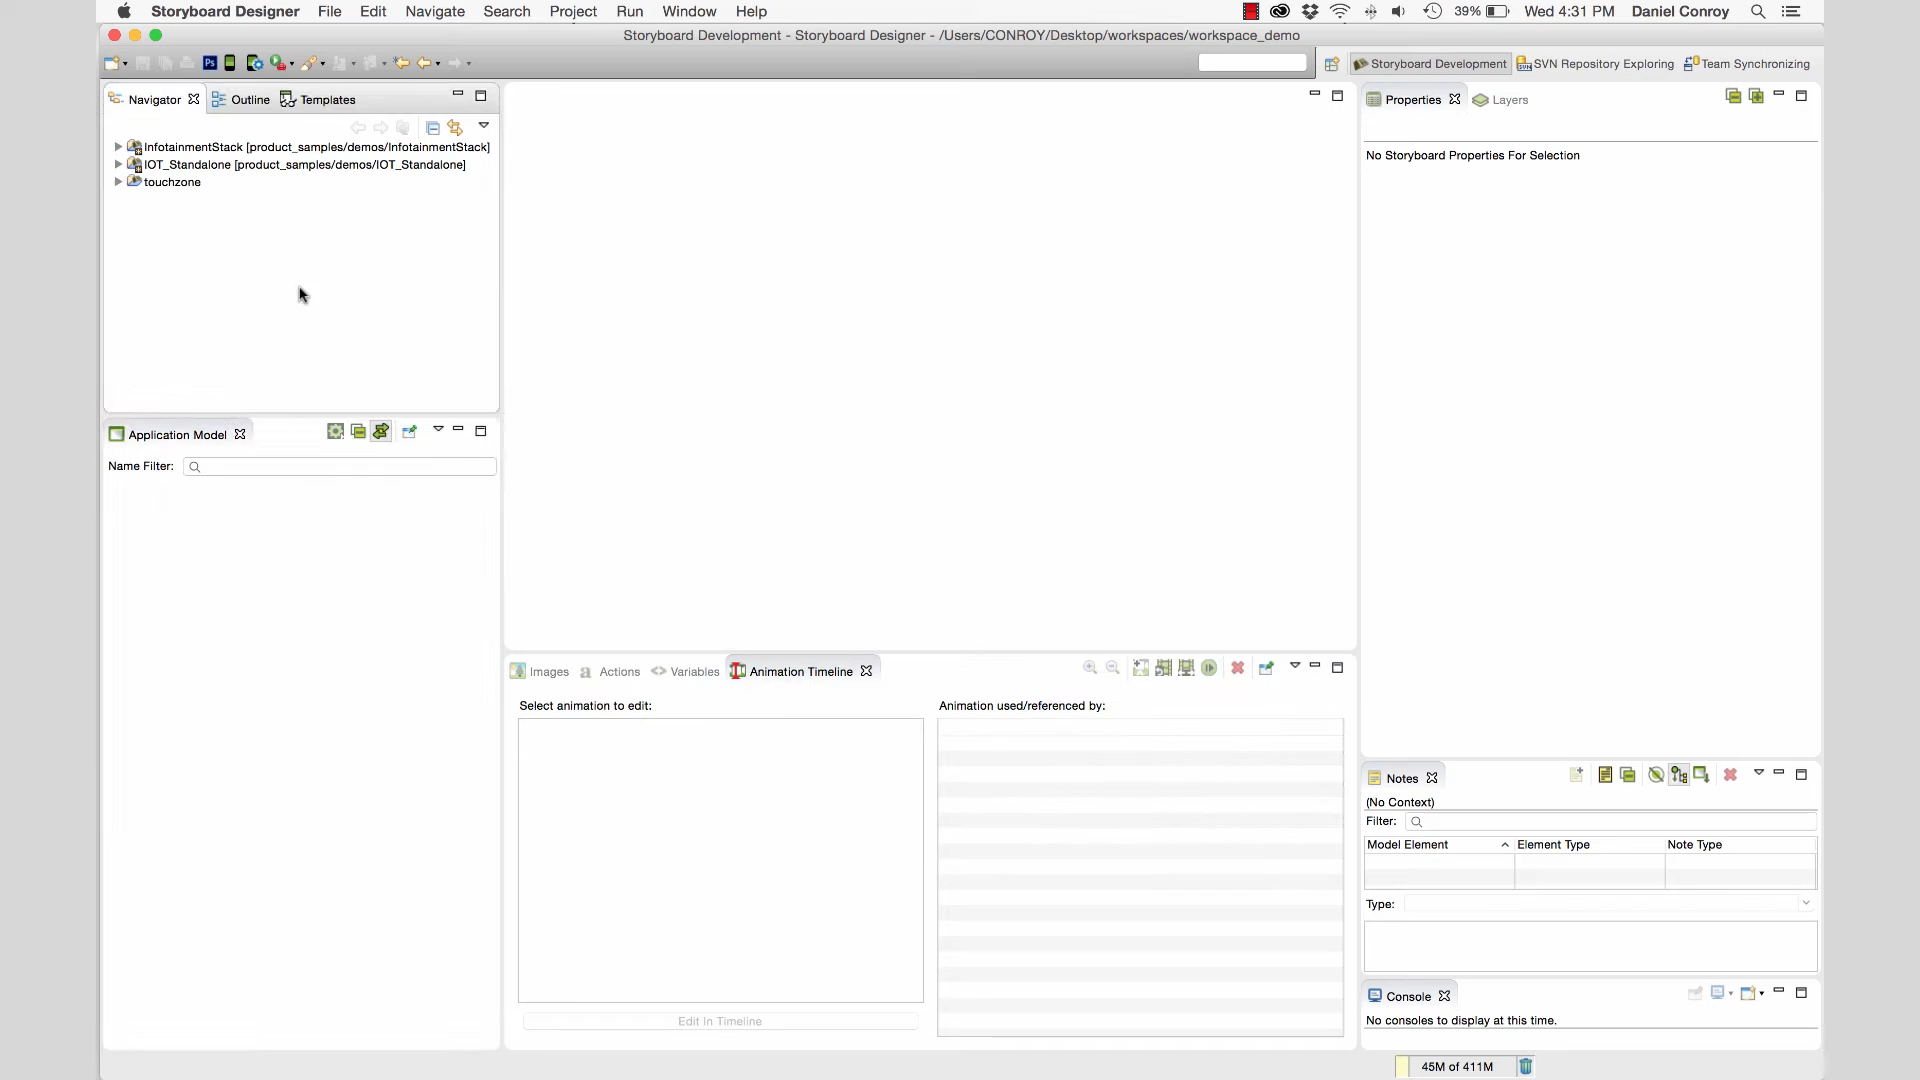 Storyboard Designer File Edit Navigate Search Project Run Window Help 39% Wed 4:31 PM Daniel Conroy
Storyboard Development - Storyboard Designer - /Users/CONROY/Desktop/workspaces/workspace_demo
Ps Storyboard Development SVN Repository Exploring Team Synchronizing
Navigator Outline Templates
InfotainmentStack [product_samples/demos/InfotainmentStack]
IOT_Standalone [product_samples/demos/IOT_Standalone]
touchzone
Application Model
Name Filter:
Images a Actions Variables Animation Timeline
Select animation to edit:
Edit In Timeline
Animation used/referenced by:
Properties Layers
No Storyboard Properties For Selection
Notes
(No Context)
Filter:
Model Element Element Type Note Type
Type:
Console
No consoles to display at this time.
45M of 411M